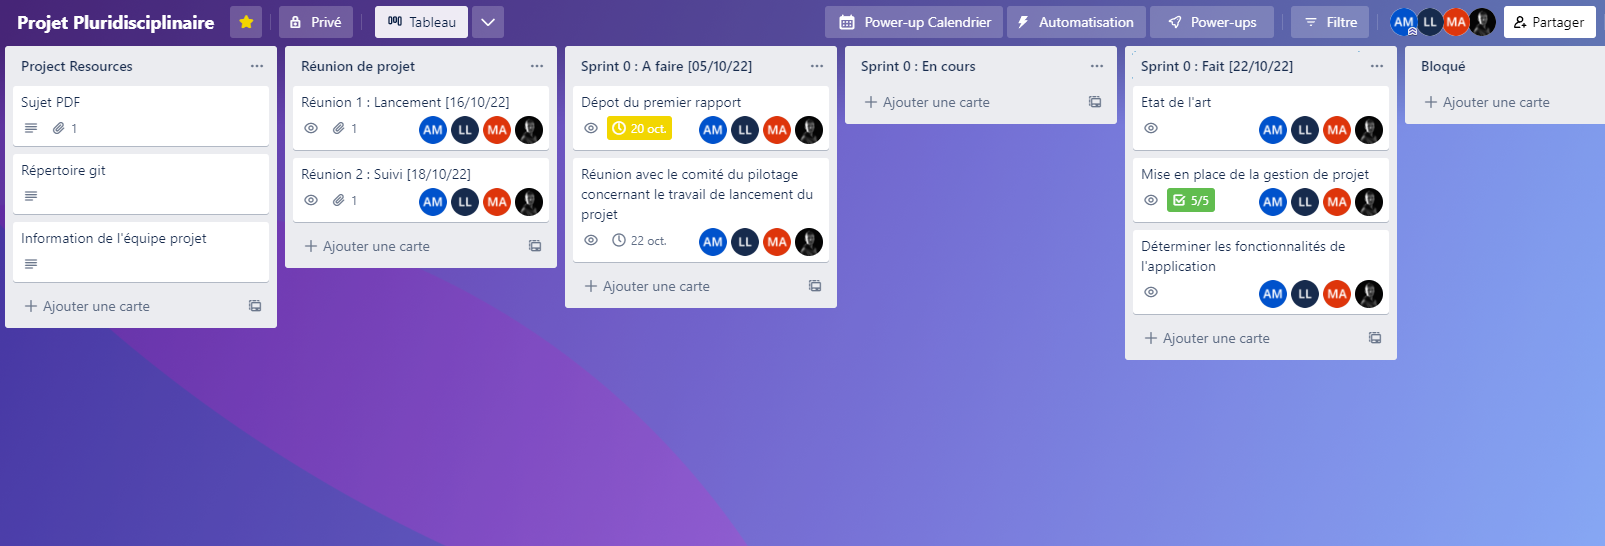 Projet Pluridisciplinaire
Privé
Tableau
Power-up Calendrier
Automatisation
Power-ups
Filtre
AM LL MA
Partager
Project Resources
Sujet PDF
1
Répertoire git
Information de l'équipe projet
Ajouter une carte
Réunion de projet
Réunion 1 : Lancement [16/10/22]
1 AM LL MA
Réunion 2 : Suivi [18/10/22]
1 AM LL MA
Ajouter une carte
Sprint 0 : A faire [05/10/22]
Dépot du premier rapport
20 oct. AM LL MA
Réunion avec le comité du pilotage
concernant le travail de lancement du
projet
22 oct. AM LL MA
Ajouter une carte
Sprint 0 : En cours
Ajouter une carte
Sprint 0 : Fait [22/10/22]
Etat de l'art
AM LL MA
Mise en place de la gestion de projet
5/5 AM LL MA
Déterminer les fonctionnalités de
l'application
AM LL MA
Ajouter une carte
Bloqué
Ajouter une carte